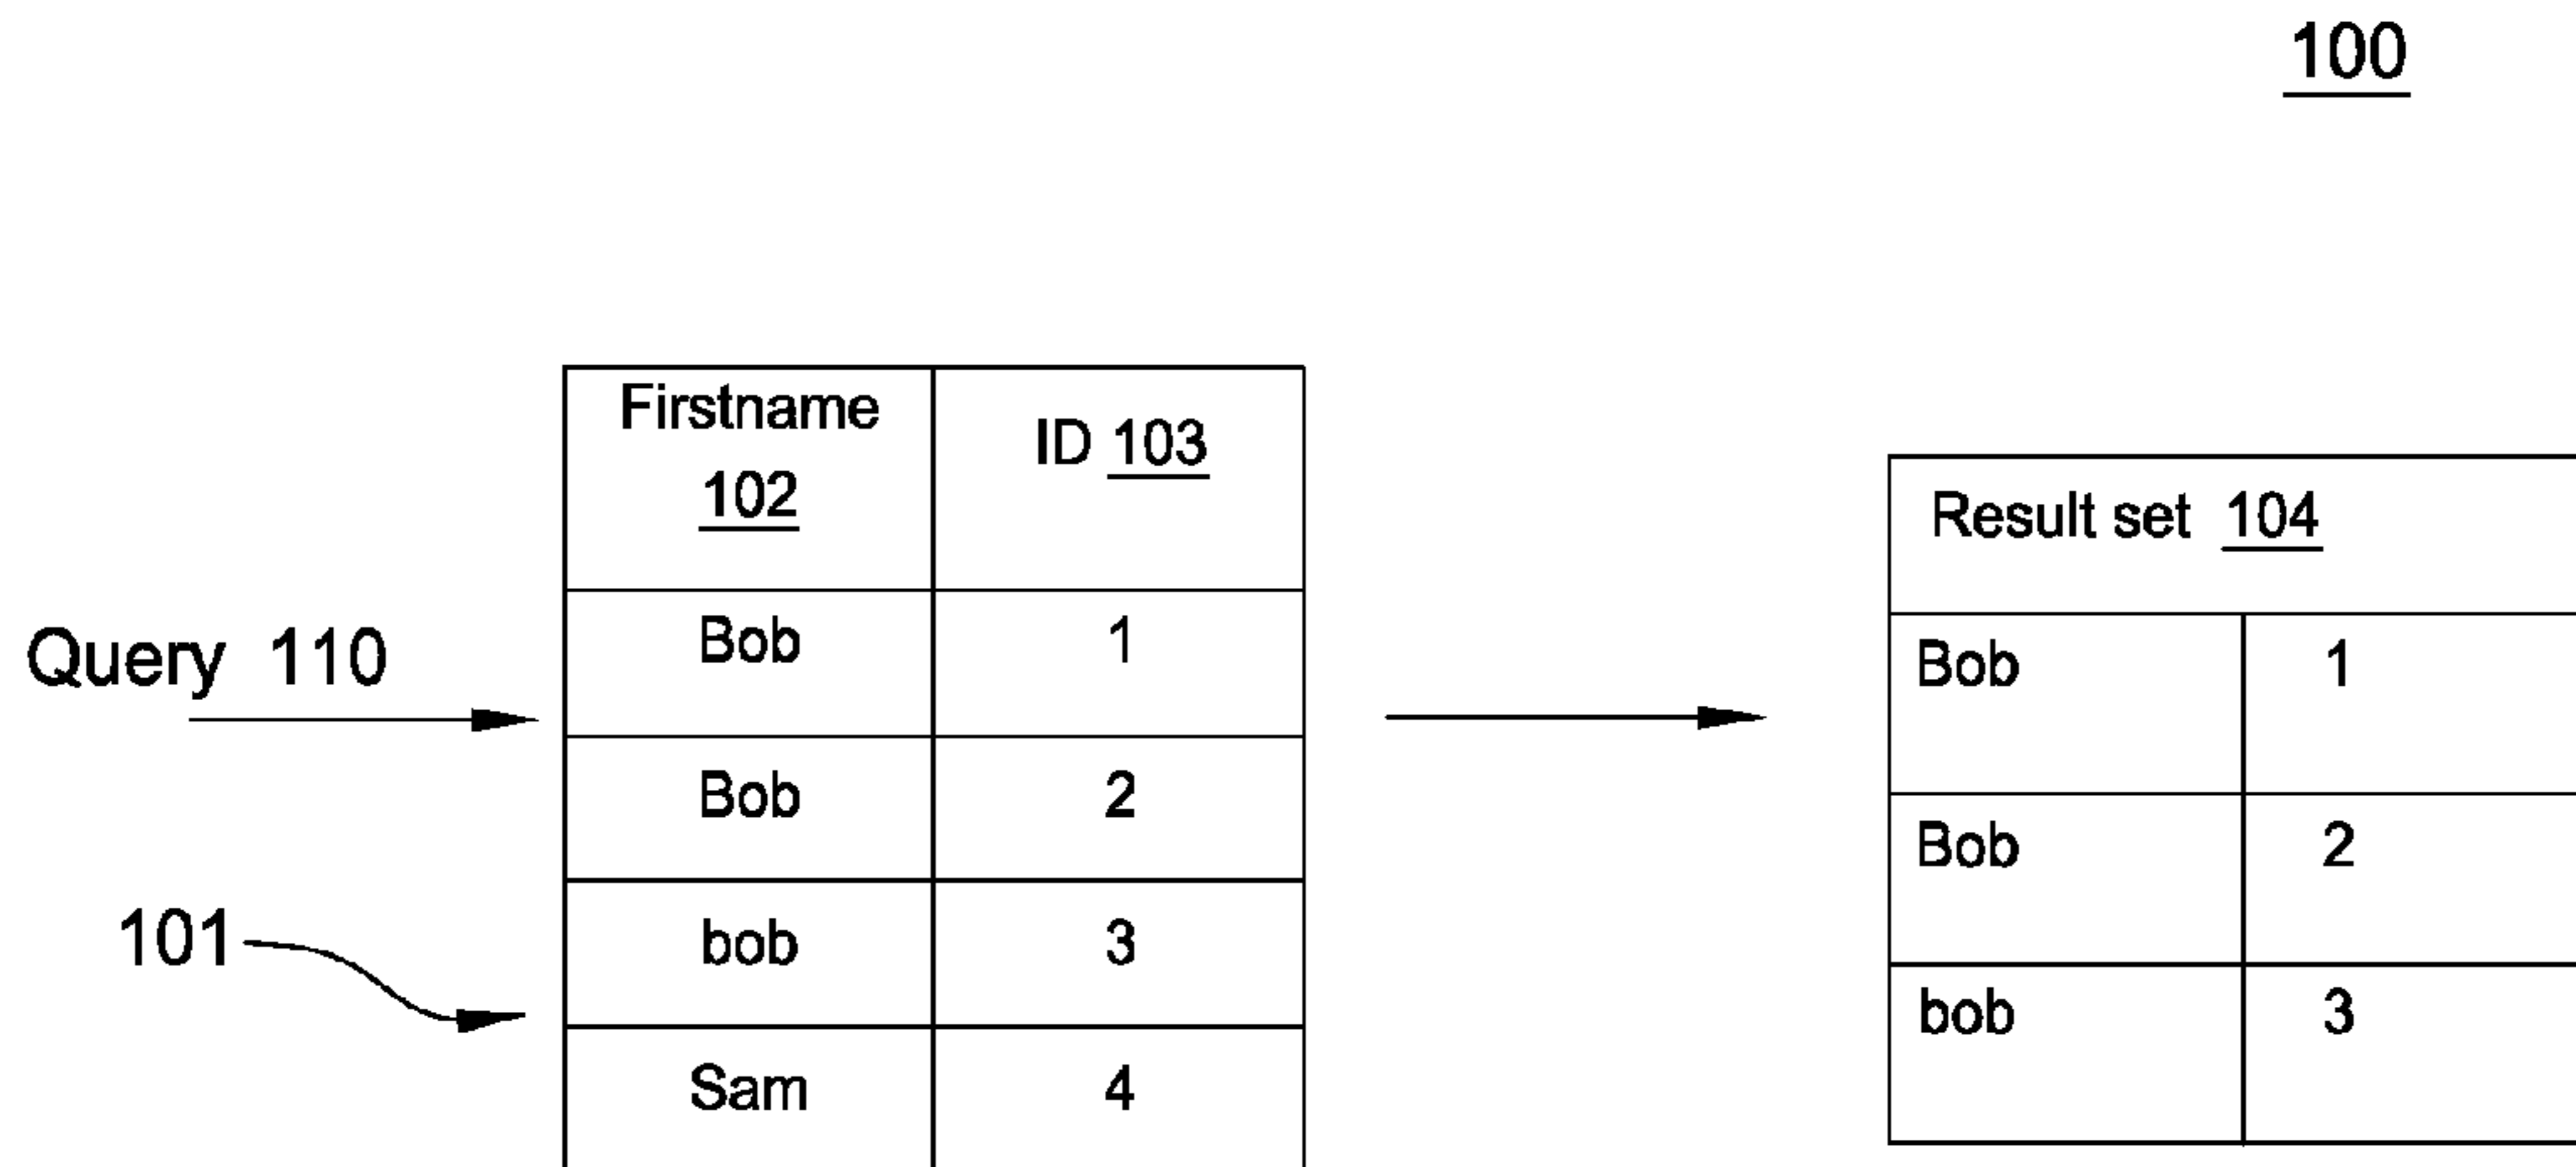 100
Firstname
102
ID 103
Result set 104
Query 110
Bob 1
Bob 2
bob 3
Sam 4
101
Bob 1
Bob 2
bob 3